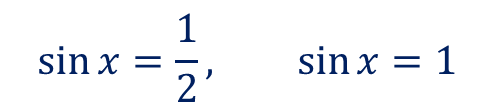 sin x = 1/2, sin x = 1